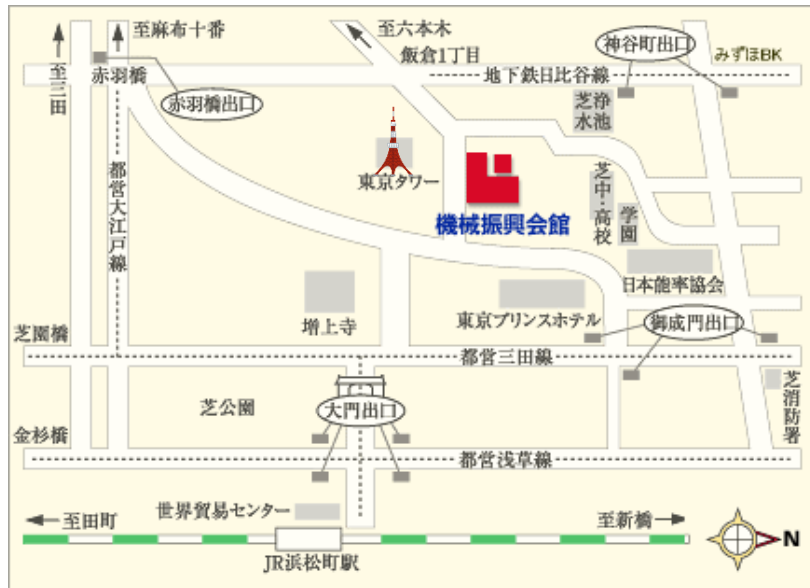 至麻布十番
至六本木
飯倉1丁目
神谷町出口
みずほBK
至三田
赤羽橋
地下鉄日比谷線
赤羽橋出口
芝浄
水池
東京タワー
都営大江戸線
芝中・高校
学園
機械振興会館
日本能率協会
増上寺
東京プリンスホテル
御成門出口
芝園橋
都営三田線
芝公園
大門出口
芝消防署
金杉橋
都営浅草線
世界貿易センター
至田町
至新橋
N
JR浜松町駅